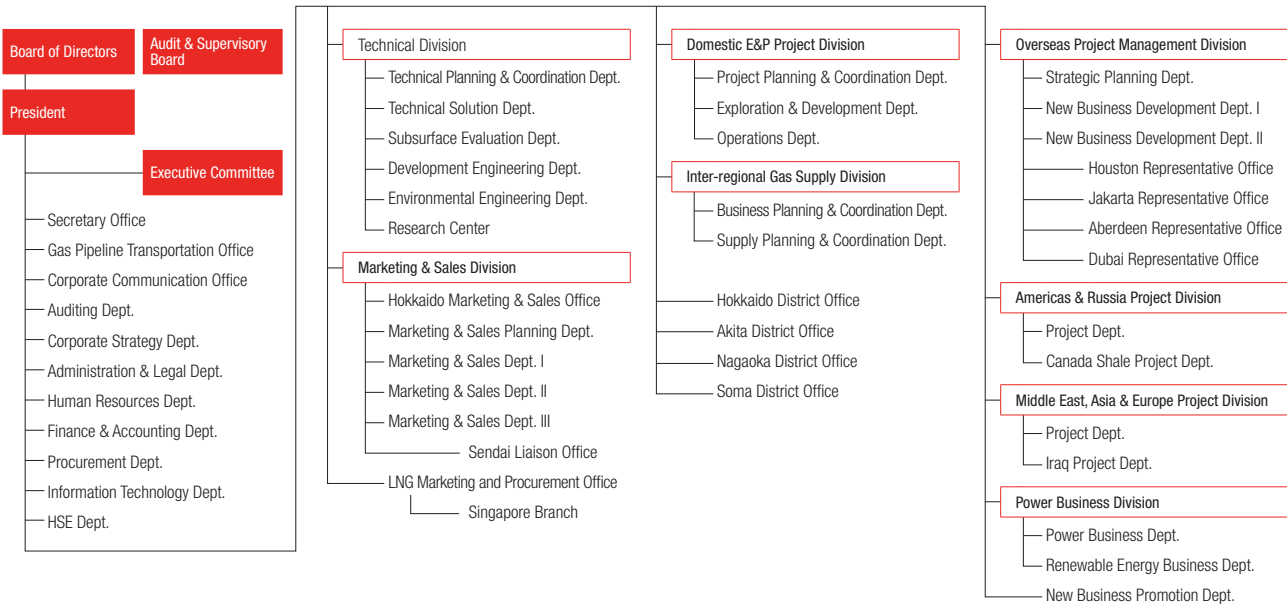 Board of Directors
Audit & Supervisory
Board
President
Executive Committee
Secretary Office
Gas Pipeline Transportation Office
Corporate Communication Office
Auditing Dept.
Corporate Strategy Dept.
Administration & Legal Dept.
Human Resources Dept.
Finance & Accounting Dept.
Procurement Dept.
Information Technology Dept.
HSE Dept.
Technical Division
Technical Planning & Coordination Dept.
Technical Solution Dept.
Subsurface Evaluation Dept.
Development Engineering Dept.
Environmental Engineering Dept.
Research Center
Marketing & Sales Division
Hokkaido Marketing & Sales Office
Marketing & Sales Planning Dept.
Marketing & Sales Dept. I
Marketing & Sales Dept. II
Marketing & Sales Dept. III
Sendai Liaison Office
LNG Marketing and Procurement Office
Singapore Branch
Domestic E&P Project Division
Project Planning & Coordination Dept.
Exploration & Development Dept.
Operations Dept.
Inter-regional Gas Supply Division
Business Planning & Coordination Dept.
Supply Planning & Coordination Dept.
Hokkaido District Office
Akita District Office
Nagaoka District Office
Soma District Office
Overseas Project Management Division
Strategic Planning Dept.
New Business Development Dept. I
New Business Development Dept. II
Houston Representative Office
Jakarta Representative Office
Aberdeen Representative Office
Dubai Representative Office
Americas & Russia Project Division
Project Dept.
Canada Shale Project Dept.
Middle East, Asia & Europe Project Division
Project Dept.
Iraq Project Dept.
Power Business Division
Power Business Dept.
Renewable Energy Business Dept.
New Business Promotion Dept.